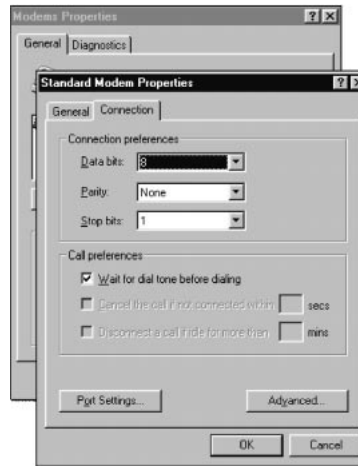 Modems Properties
General Diagnostics
Standard Modem Properties
General Connection
Connection preferences
Data bits: 8
Parity: None
Stop bits: 1
Call preferences
Wait for dial tone before dialing
Cancel the call if not connected within secs
Disconnect a call if idle for more than mins
Port Settings... Advanced...
OK Cancel